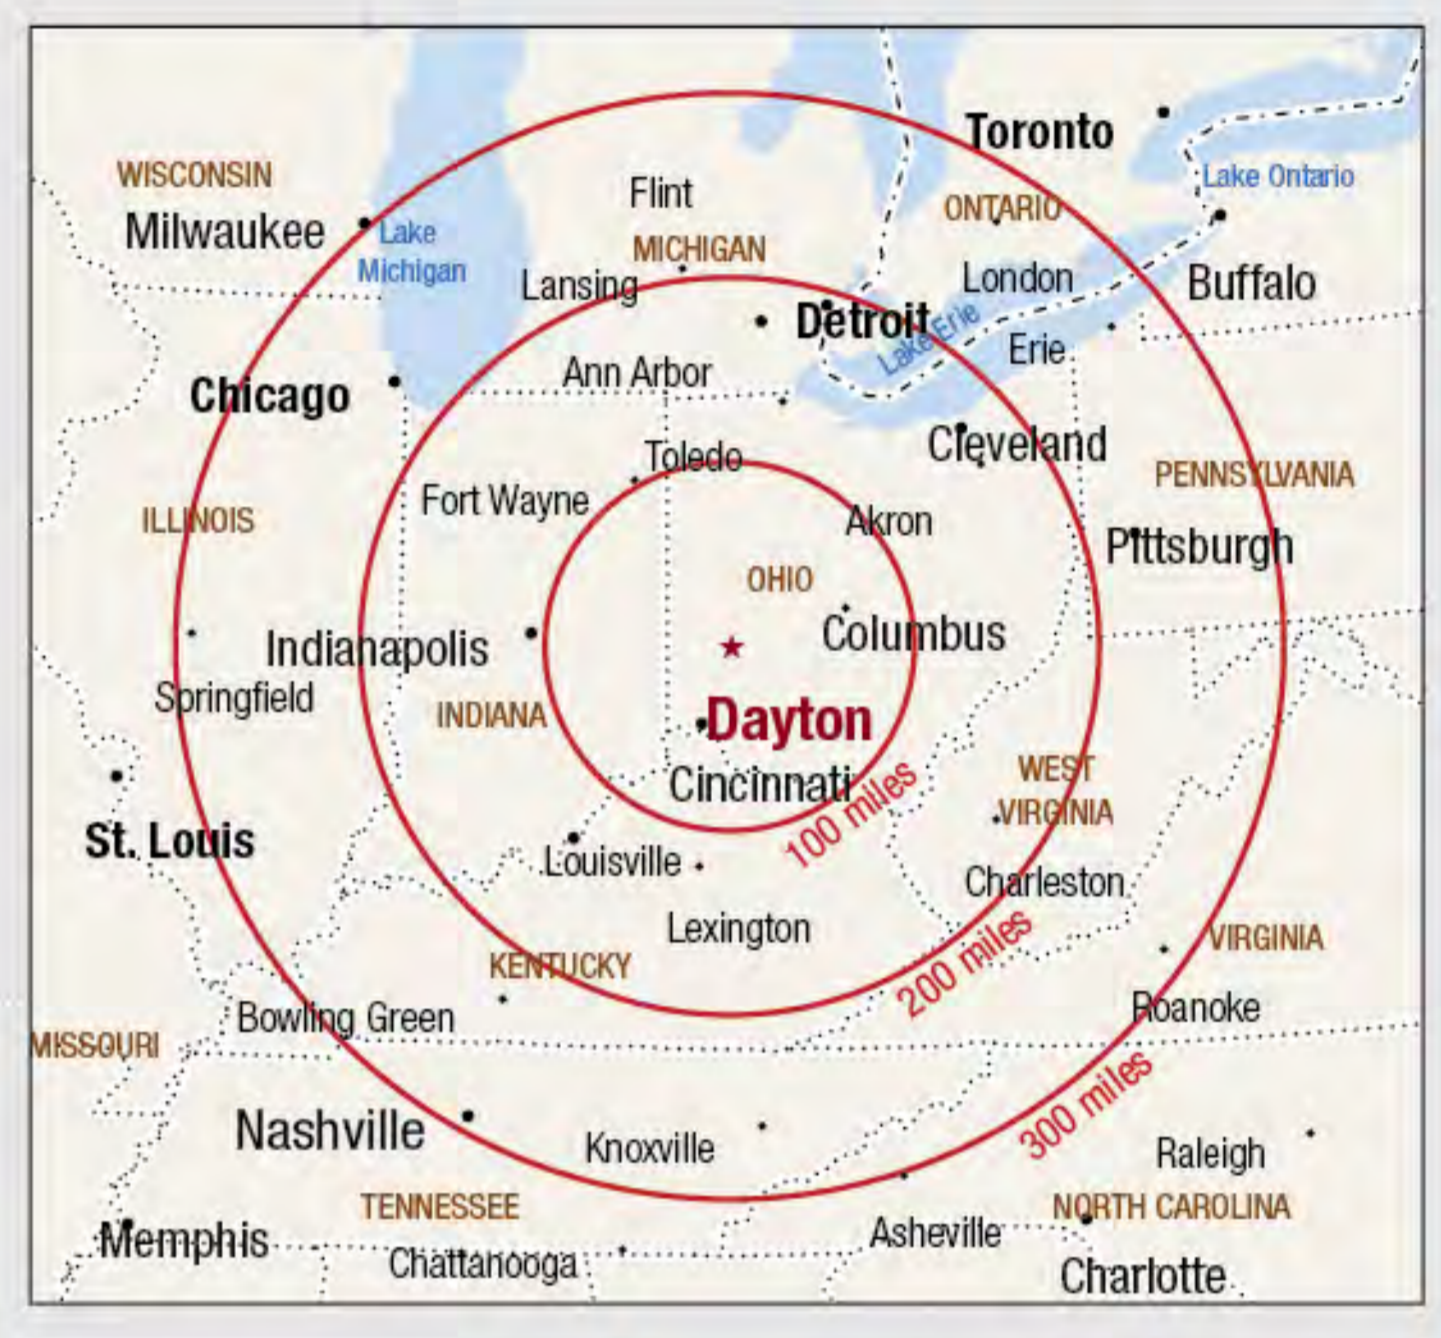 Toronto
WISCONSIN
Lake Ontario
Flint
ONTARIO
Milwaukee
Lake
Michigan
MICHIGAN
Lansing
London
Buffalo
Detroit
Lake Erie
Erie
Ann Arbor
Chicago
Cleveland
Toledo
PENNSYLVANIA
Fort Wayne
ILLINOIS
Akron
Pittsburgh
OHIO
Columbus
Indianapolis
Springfield
INDIANA
Dayton
WEST
VIRGINIA
Cincinnati
100 miles
St. Louis
Louisville
Charleston
Lexington
VIRGINIA
KENTUCKY
200 miles
Roanoke
Bowling Green
MISSOURI
300 miles
Nashville
Knoxville
Raleigh
TENNESSEE
NORTH CAROLINA
Asheville
Memphis
Chattanooga
Charlotte